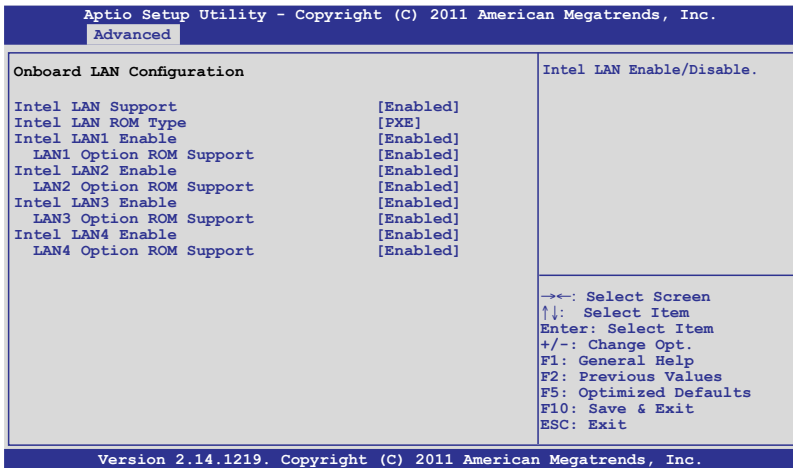 Aptio Setup Utility - Copyright (C) 2011 American Megatrends, Inc.
Advanced
Onboard LAN Configuration
Intel LAN Support [Enabled]
Intel LAN ROM Type [PXE]
Intel LAN1 Enable [Enabled]
LAN1 Option ROM Support [Enabled]
Intel LAN2 Enable [Enabled]
LAN2 Option ROM Support [Enabled]
Intel LAN3 Enable [Enabled]
LAN3 Option ROM Support [Enabled]
Intel LAN4 Enable [Enabled]
LAN4 Option ROM Support [Enabled]
Intel LAN Enable/Disable.
→←: Select Screen
↑↓: Select Item
Enter: Select Item
+/-: Change Opt.
F1: General Help
F2: Previous Values
F5: Optimized Defaults
F10: Save & Exit
ESC: Exit
Version 2.14.1219. Copyright (C) 2011 American Megatrends, Inc.